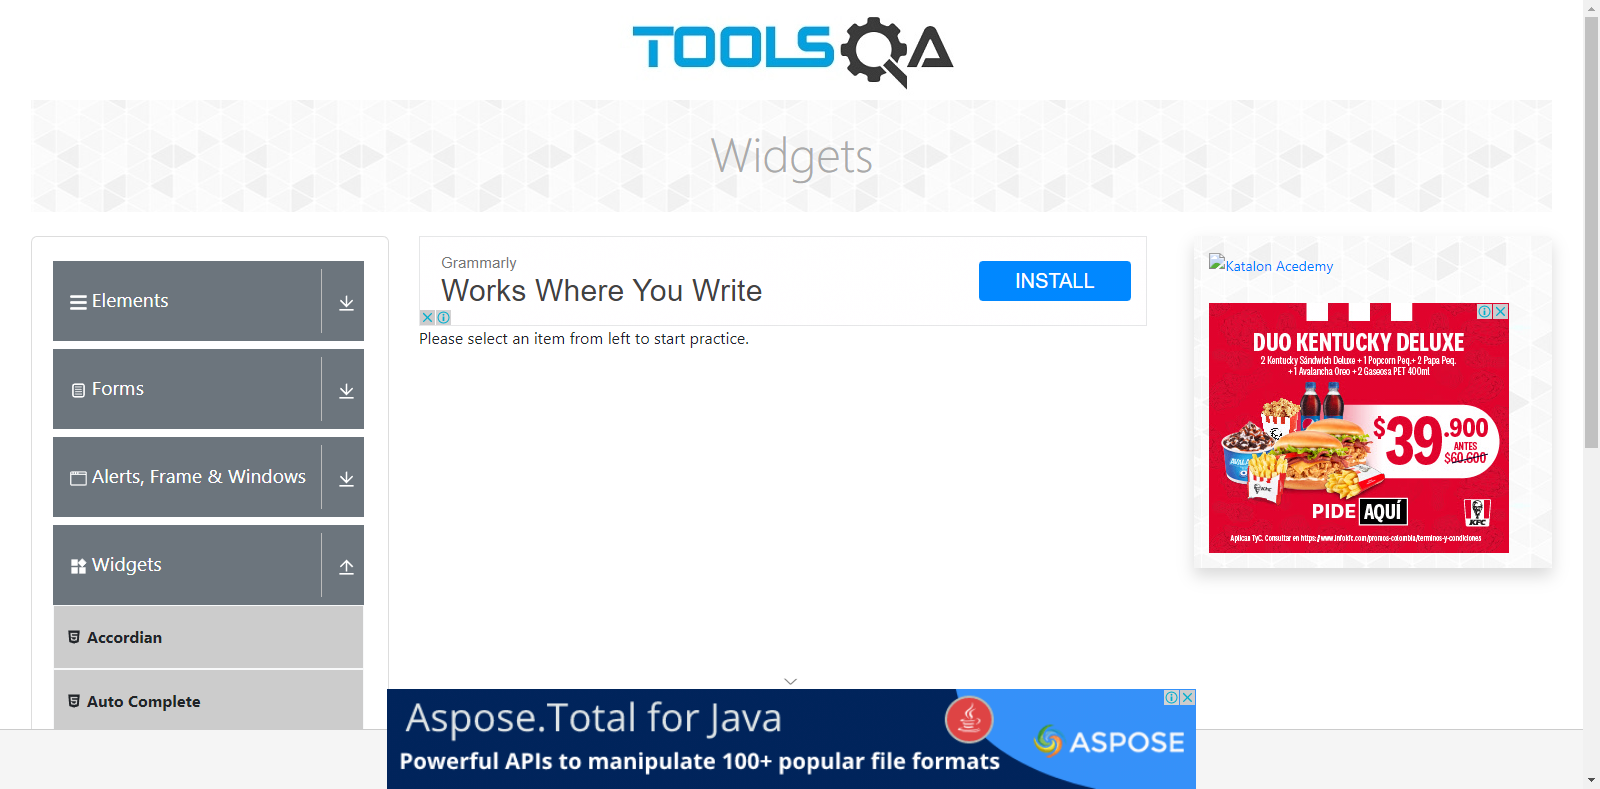 TOOLSQA
Widgets
Elements
Forms
Alerts, Frame & Windows
Widgets
Accordian
Auto Complete
Grammarly
Works Where You Write
INSTALL
Please select an item from left to start practice.
Katalon Acedemy
DUO KENTUCKY DELUXE
2 Kentucky Sándwich Deluxe + 1 Popcorn Peq.+ 2 Papa Peq.
+ 1 Avalancha Oreo + 2 Gaseosa PET 400ml
$39.900
ANTES
$60.600
PIDE AQUÍ
KFC
Aplican TyC. Consultar en https://www.infokfc.com/promos-colombia/terminos-y-condiciones
Aspose.Total for Java
Powerful APIs to manipulate 100+ popular file formats
ASPOSE